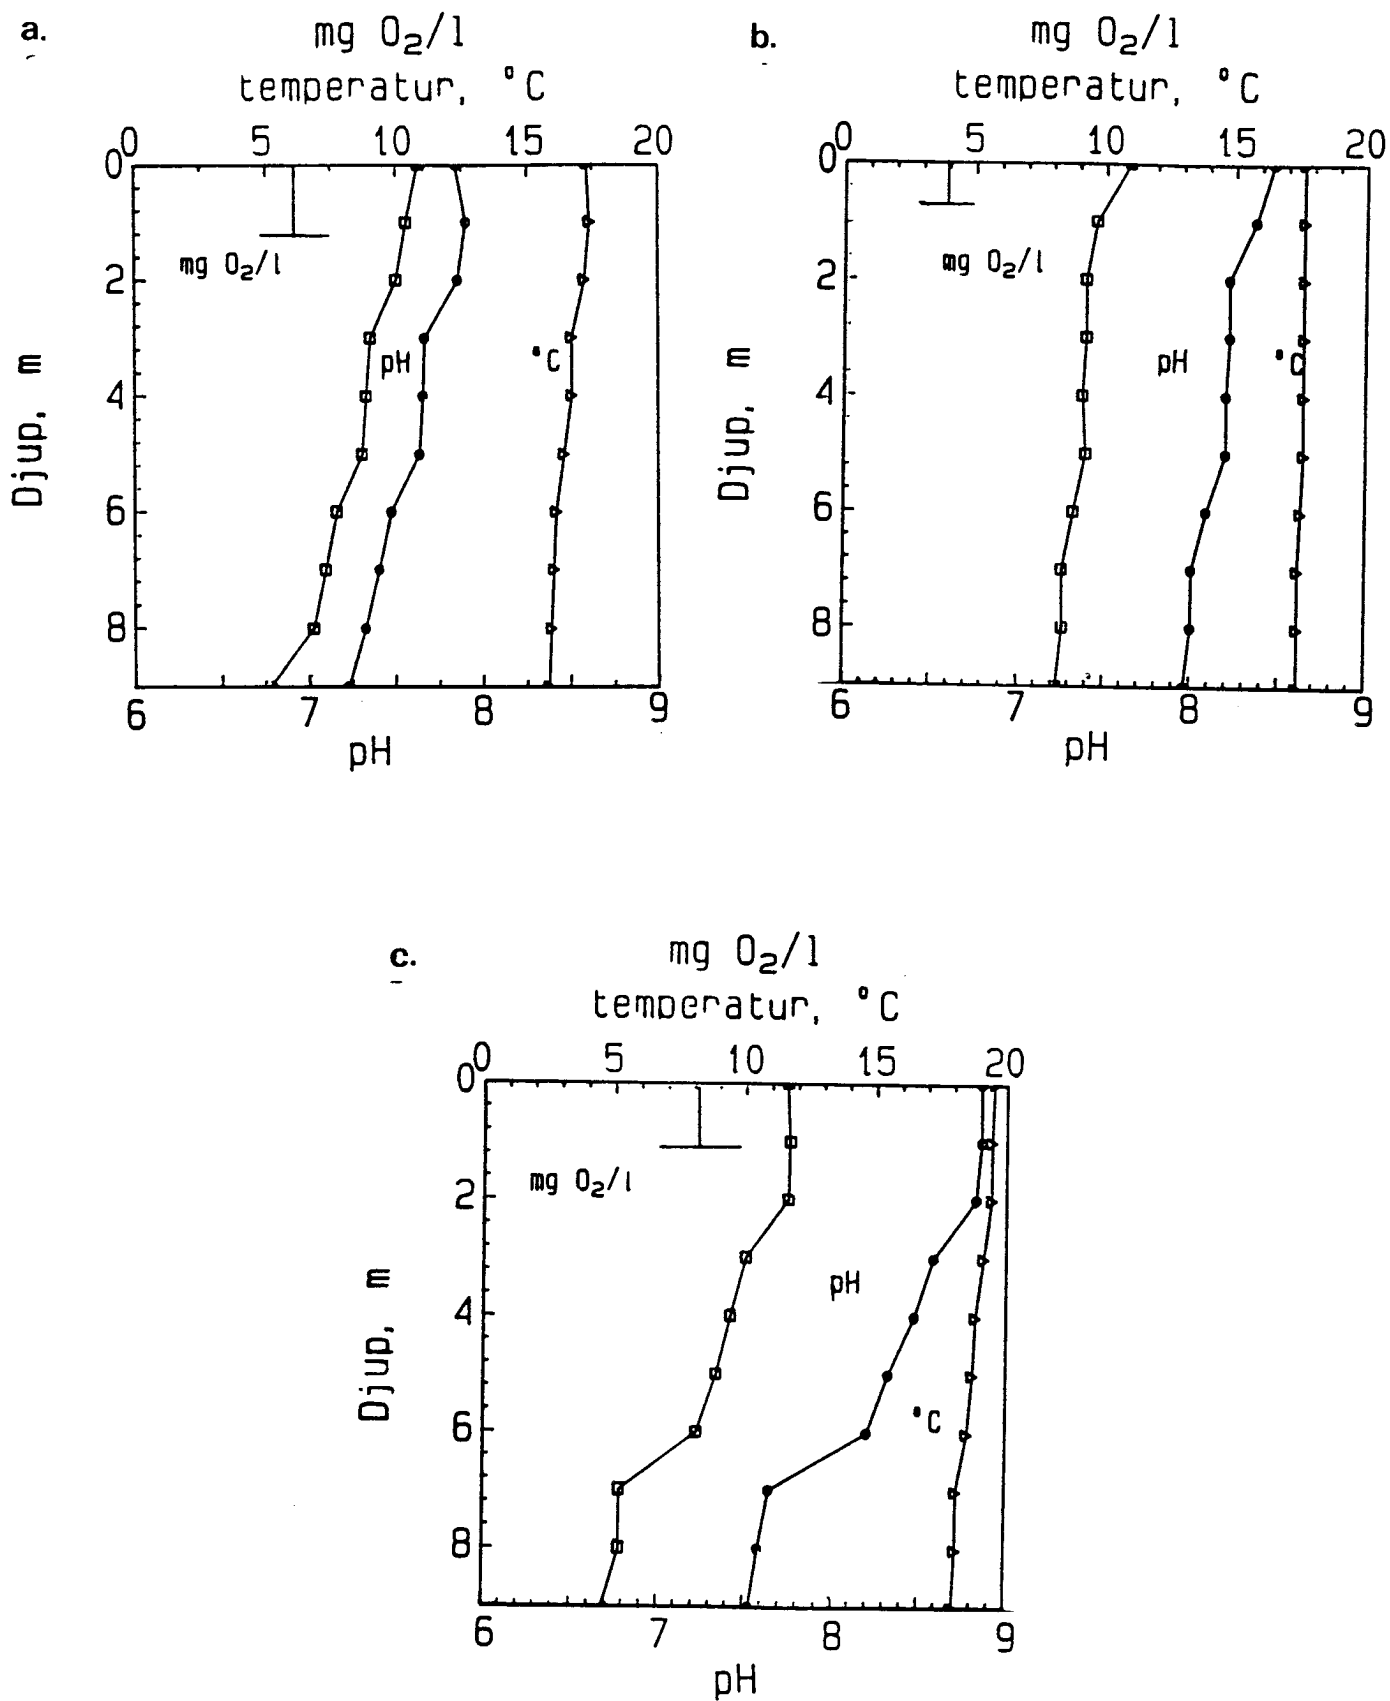 a.
mg O₂/l
temperatur, °C
0 5 10 15 20
0
mg O₂/l
2
pH °C
4
6
8
Djup, m
6 7 8 9
pH
b.
mg O₂/l
temperatur, °C
0 5 10 15 20
0
mg O₂/l
2
pH °C
4
6
8
Djup, m
6 7 8 9
pH
c.
mg O₂/l
temperatur, °C
0 5 10 15 20
0
mg O₂/l
2
pH
4
°C
6
8
Djup, m
6 7 8 9
pH